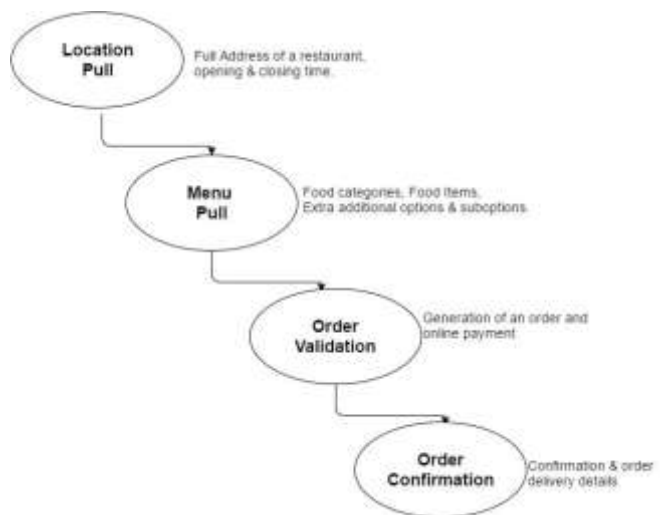 Location
Pull
Full Address of a restaurant,
opening & closing time.
Menu
Pull
Food categories, Food Items,
Extra additional options & suboptions
Order
Validation
Generation of an order and
online payment
Order
Confirmation
Confirmation & order
delivery details